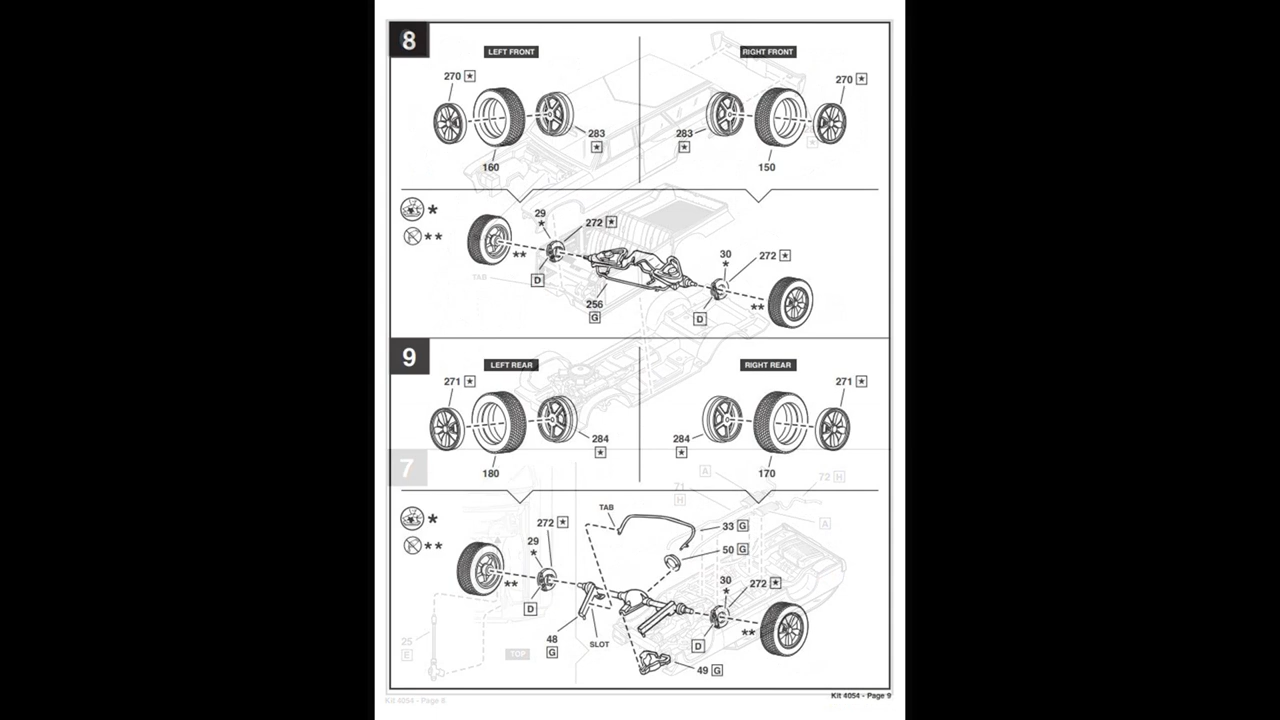 8
LEFT FRONT
RIGHT FRONT
270 ★
270 ★
283
★
283
★
160
150
*
**
29
★
272 ★
**
D
30
★
272 ★
TAB
256
G
D
**
9
LEFT REAR
RIGHT REAR
271 ★
271 ★
284
★
284
★
180
170
7
A
72 H
71
H
A
*
**
TAB
272 ★
33 G
29
★
50 G
**
30
★
272 ★
D
48
G
SLOT
D
**
25
E
TOP
49 G
Kit 4054 - Page 8
Kit 4054 - Page 9